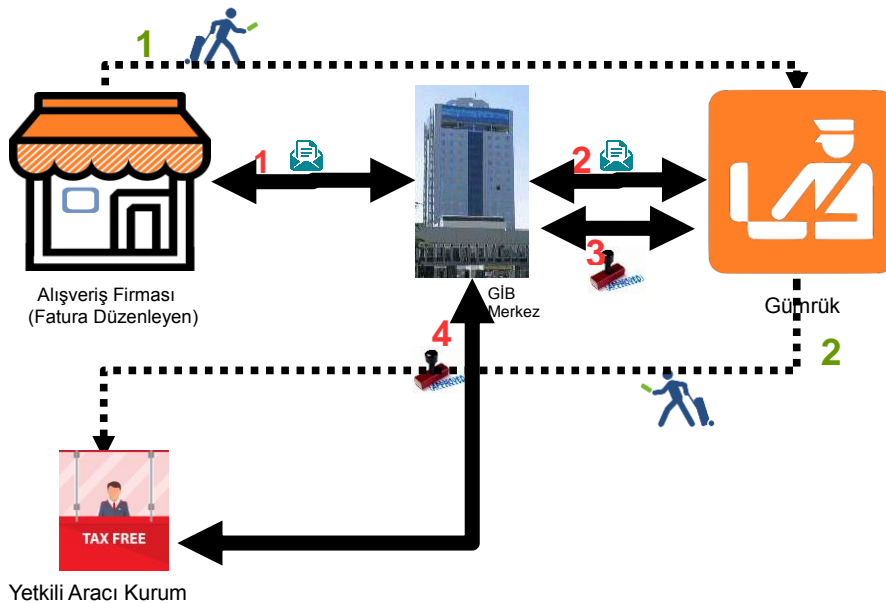 1
1
2
3
Alışveriş Firması
(Fatura Düzenleyen)
GİB
Merkez
Gümrük
4
2
TAX FREE
Yetkili Aracı Kurum